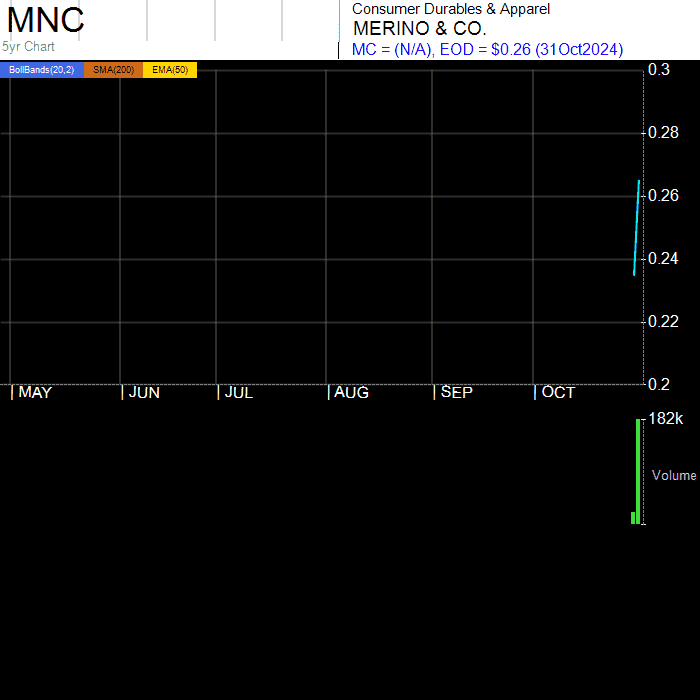 MNC
5yr Chart
Consumer Durables & Apparel
MERINO & CO.
MC = (N/A), EOD = $0.26 (31Oct2024)
BollBands(20,2) SMA(200) EMA(50)
0.3
0.28
0.26
0.24
0.22
0.2
| MAY | JUN | JUL | AUG | SEP | OCT
182k
Volume